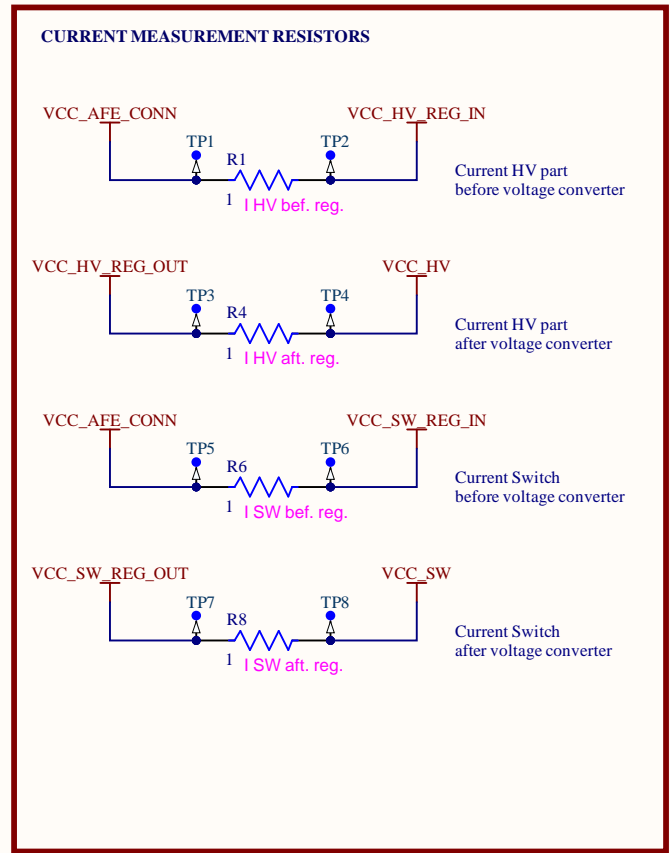 CURRENT MEASUREMENT RESISTORS
VCC_AFE_CONN
VCC_HV_REG_IN
TP1
TP2
R1
1
I HV bef. reg.
Current HV part
before voltage converter
VCC_HV_REG_OUT
VCC_HV
TP3
TP4
R4
1
I HV aft. reg.
Current HV part
after voltage converter
VCC_AFE_CONN
VCC_SW_REG_IN
TP5
TP6
R6
1
I SW bef. reg.
Current Switch
before voltage converter
VCC_SW_REG_OUT
VCC_SW
TP7
TP8
R8
1
I SW aft. reg.
Current Switch
after voltage converter